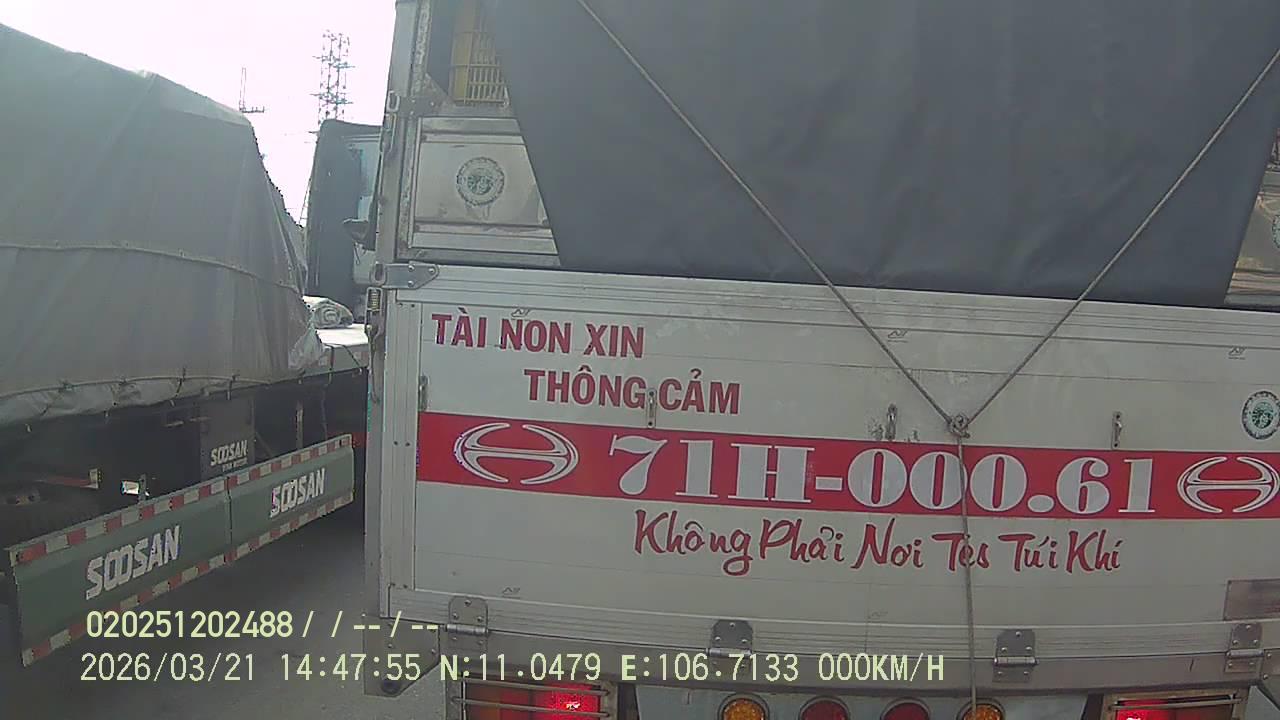 TÀI NON XIN
THÔNG CẢM
71H-000.61
Không Phải Nơi Tes Túi Khí
SOOSAN
SOOSAN
SOOSAN
020251202488 / / -- / --
2026/03/21 14:47:55 N:11.0479 E:106.7133 000KM/H